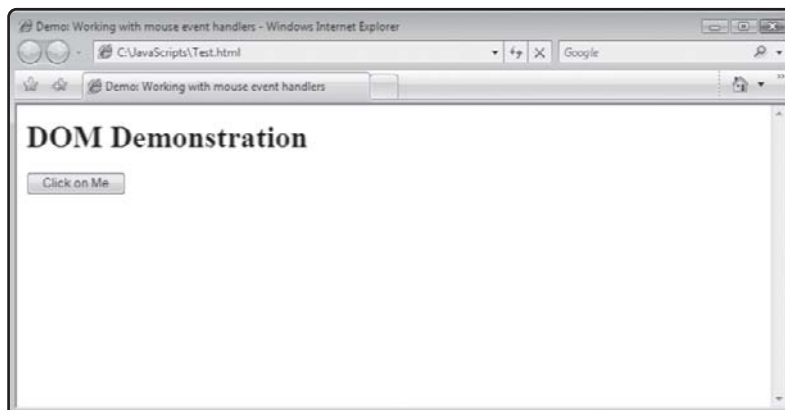 Demo: Working with mouse event handlers - Windows Internet Explorer
C:\JavaScripts\Test.html
Google
Demo: Working with mouse event handlers
DOM Demonstration
Click on Me